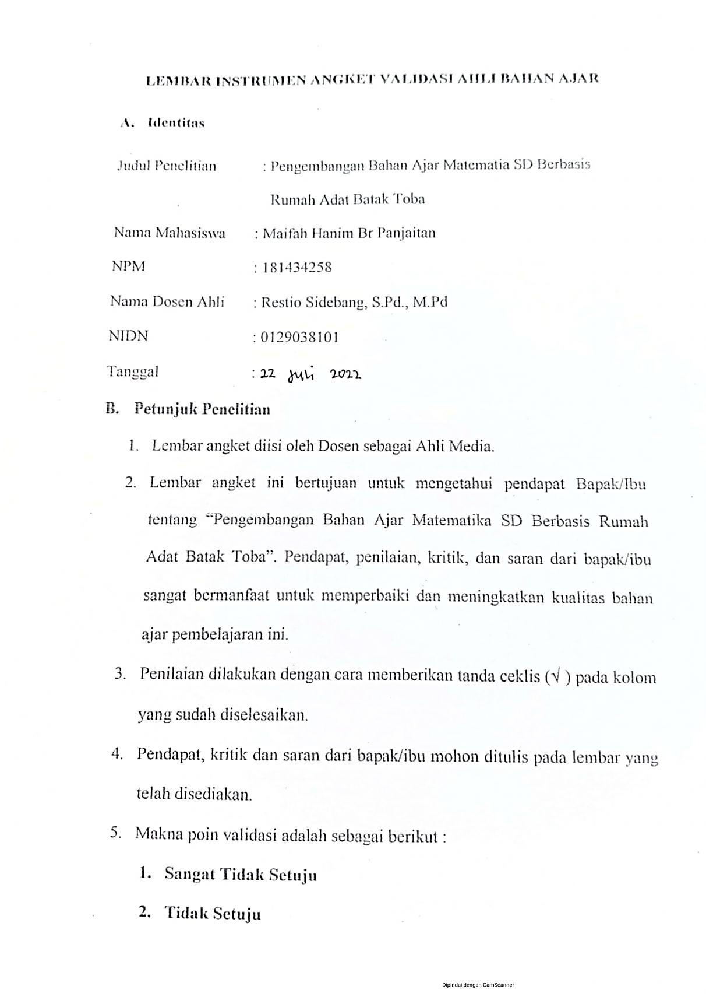 LEMBAR INSTRUMEN ANGKET VALIDASI AHLI BAHAN AJAR
A. Identitas
Judul Penelitian : Pengembangan Bahan Ajar Matematia SD Berbasis
Rumah Adat Batak Toba
Nama Mahasiswa : Maifah Hanim Br Panjaitan
NPM : 181434258
Nama Dosen Ahli : Restio Sidebang, S.Pd., M.Pd
NIDN : 0129038101
Tanggal : 22 Juli 2022
B. Petunjuk Penelitian
1. Lembar angket diisi oleh Dosen sebagai Ahli Media.
2. Lembar angket ini bertujuan untuk mengetahui pendapat Bapak/Ibu
tentang “Pengembangan Bahan Ajar Matematika SD Berbasis Rumah
Adat Batak Toba”. Pendapat, penilaian, kritik, dan saran dari bapak/ibu
sangat bermanfaat untuk memperbaiki dan meningkatkan kualitas bahan
ajar pembelajaran ini.
3. Penilaian dilakukan dengan cara memberikan tanda ceklis (√ ) pada kolom
yang sudah diselesaikan.
4. Pendapat, kritik dan saran dari bapak/ibu mohon ditulis pada lembar yang
telah disediakan.
5. Makna poin validasi adalah sebagai berikut :
1. Sangat Tidak Setuju
2. Tidak Setuju
Dipindai dengan CamScanner